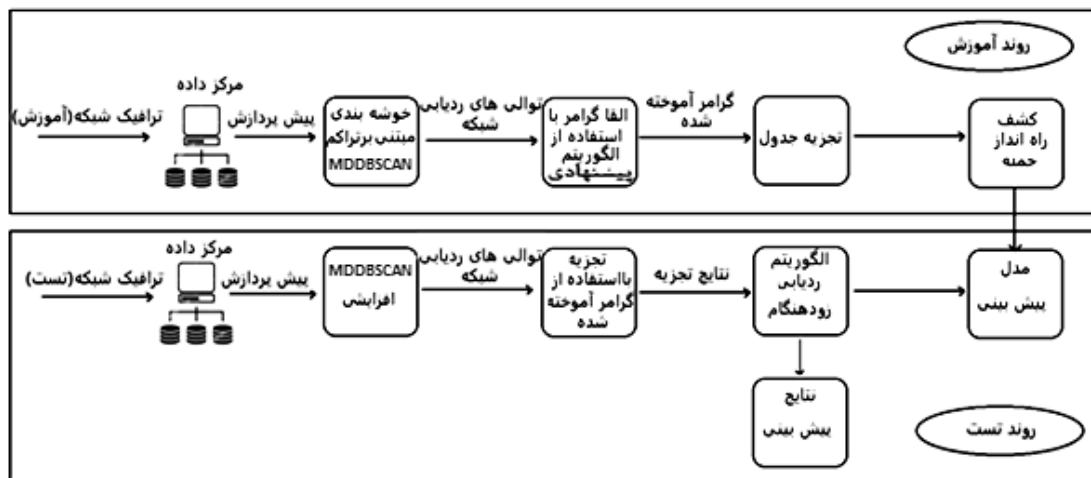 روند آموزش
مرکز داده
ترافیک شبکه(آموزش)
پیش پردازش
خوشه بندی
مبتنی برتراکم
MDDBSCAN
توالی های ردیابی
شبکه
القا گرامر با
استفاده از
الگوریتم
پیشنهادی
گرامر آموخته
شده
تجزیه جدول
کشف
راه انداز
حمنه
مرکز داده
ترافیک شبکه(تست)
پیش پردازش
MDDBSCAN
افزایشی
توالی های ردیابی
شبکه
تجزیه
بااستفاده از
گرامر آموخته
شده
نتایج تجزیه
الگوریتم
ردیابی
زودهنگام
مدل
پیش بینی
نتایج
پیش بینی
روند تست